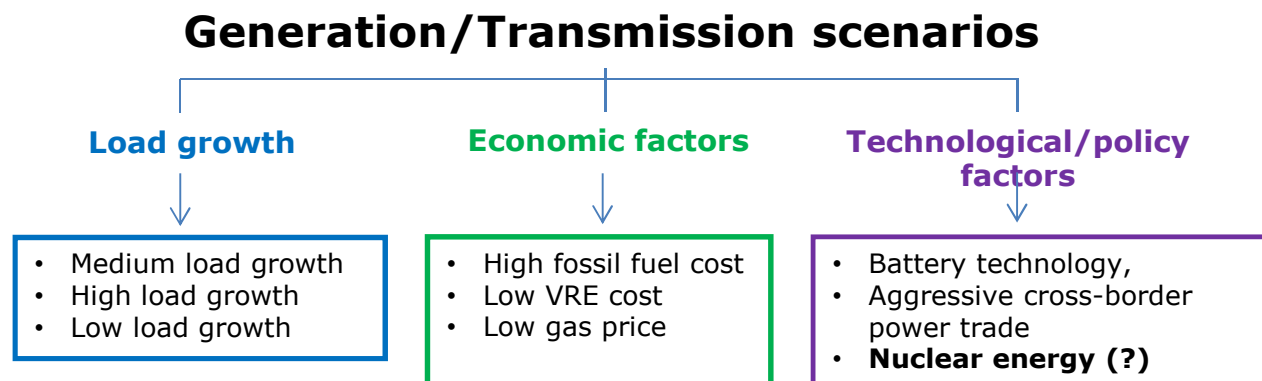 Generation/Transmission scenarios
Load growth
Economic factors
Technological/policy
factors
• Medium load growth
• High load growth
• Low load growth
• High fossil fuel cost
• Low VRE cost
• Low gas price
• Battery technology,
• Aggressive cross-border
power trade
• Nuclear energy (?)